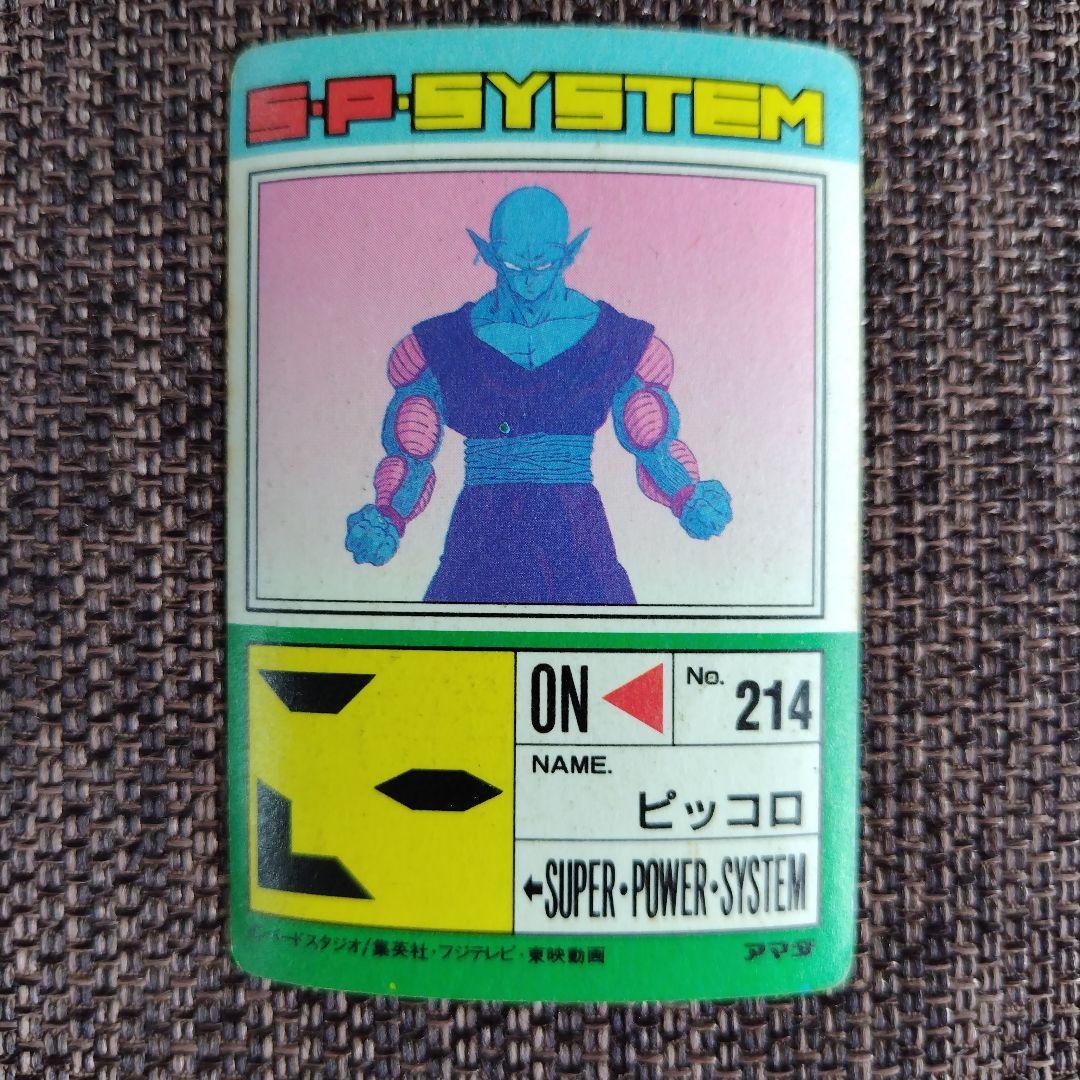 S·P·SYSTEM
ON
No. 214
NAME.
ピッコロ
←SUPER·POWER·SYSTEM
バードスタジオ/集英社・フジテレビ・東映動画
アマダ